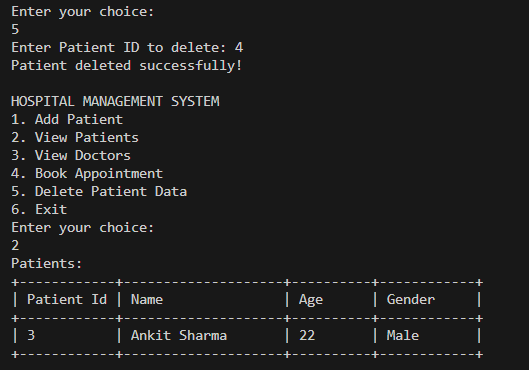 Enter your choice:
5
Enter Patient ID to delete: 4
Patient deleted successfully!

HOSPITAL MANAGEMENT SYSTEM
1. Add Patient
2. View Patients
3. View Doctors
4. Book Appointment
5. Delete Patient Data
6. Exit
Enter your choice:
2
Patients:
+------------+--------------------+----------+------------+
| Patient Id | Name               | Age      | Gender     |
+------------+--------------------+----------+------------+
| 3          | Ankit Sharma       | 22       | Male       |
+------------+--------------------+----------+------------+